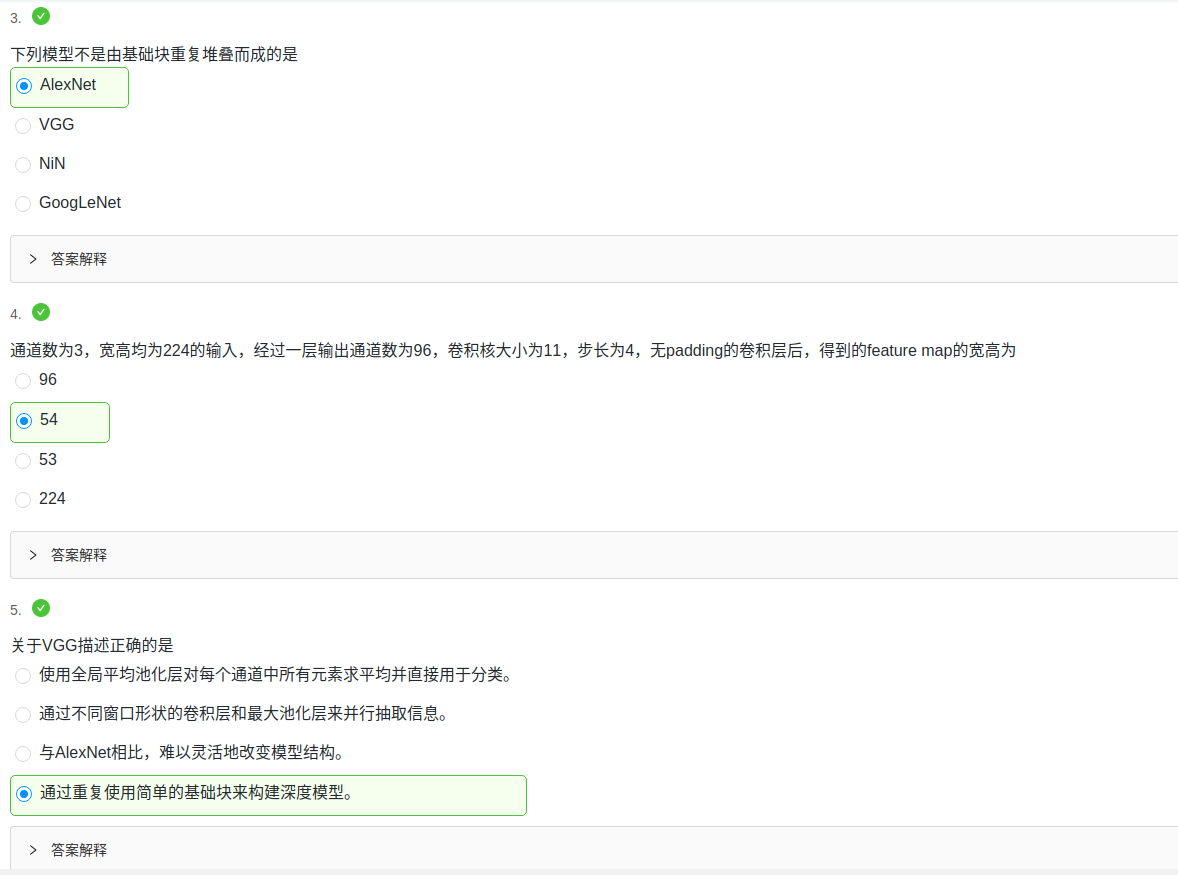 3.
下列模型不是由基础块重复堆叠而成的是
AlexNet
VGG
NiN
GoogLeNet
答案解释
4.
通道数为3，宽高均为224的输入，经过一层输出通道数为96，卷积核大小为11，步长为4，无padding的卷积层后，得到的feature map的宽高为
96
54
53
224
答案解释
5.
关于VGG描述正确的是
使用全局平均池化层对每个通道中所有元素求平均并直接用于分类。
通过不同窗口形状的卷积层和最大池化层来并行抽取信息。
与AlexNet相比，难以灵活地改变模型结构。
通过重复使用简单的基础块来构建深度模型。
答案解释